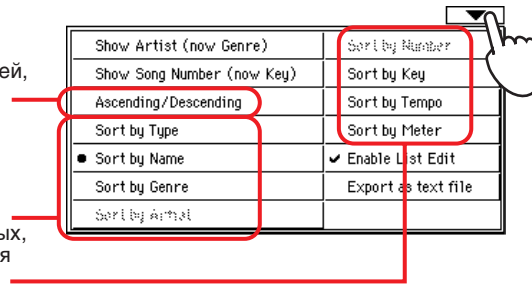 Show Artist (now Genre)
Sort by Number
ей,
Show Song Number (now Key)
Sort by Key
Ascending/Descending
Sort by Tempo
Sort by Type
Sort by Meter
Sort by Name
Enable List Edit
Sort by Genre
Export as text file
Sort by Artist
ых,
я